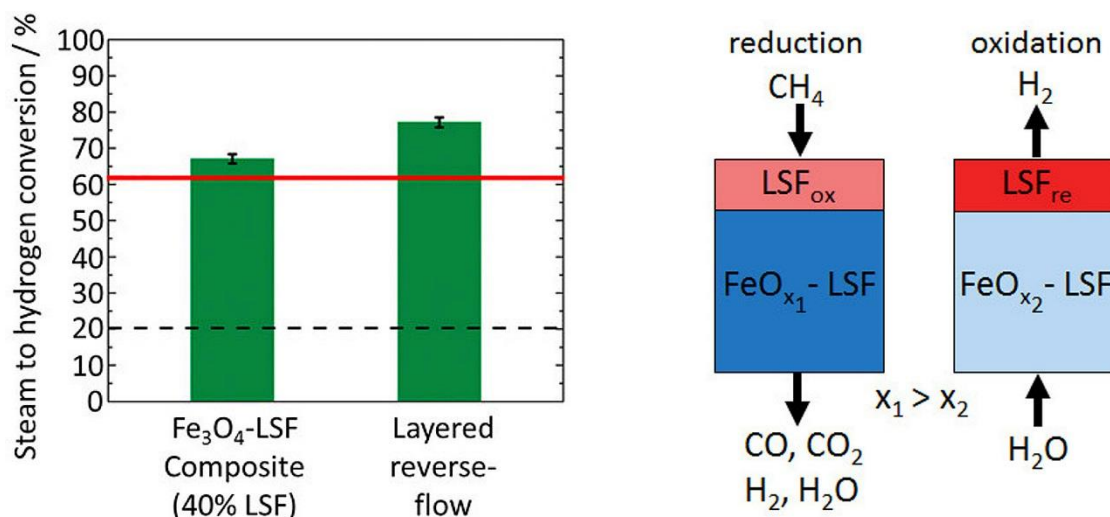 Steam to hydrogen conversion / %
100
90
80
70
60
50
40
30
20
10
0
Fe₃O₄-LSF
Composite
(40% LSF)
Layered
reverse-
flow
reduction
CH₄
LSFₒₓ
FeOₓ₁- LSF
CO, CO₂
H₂, H₂O
x₁ > x₂
oxidation
H₂
LSFᵣₑ
FeOₓ₂- LSF
H₂O